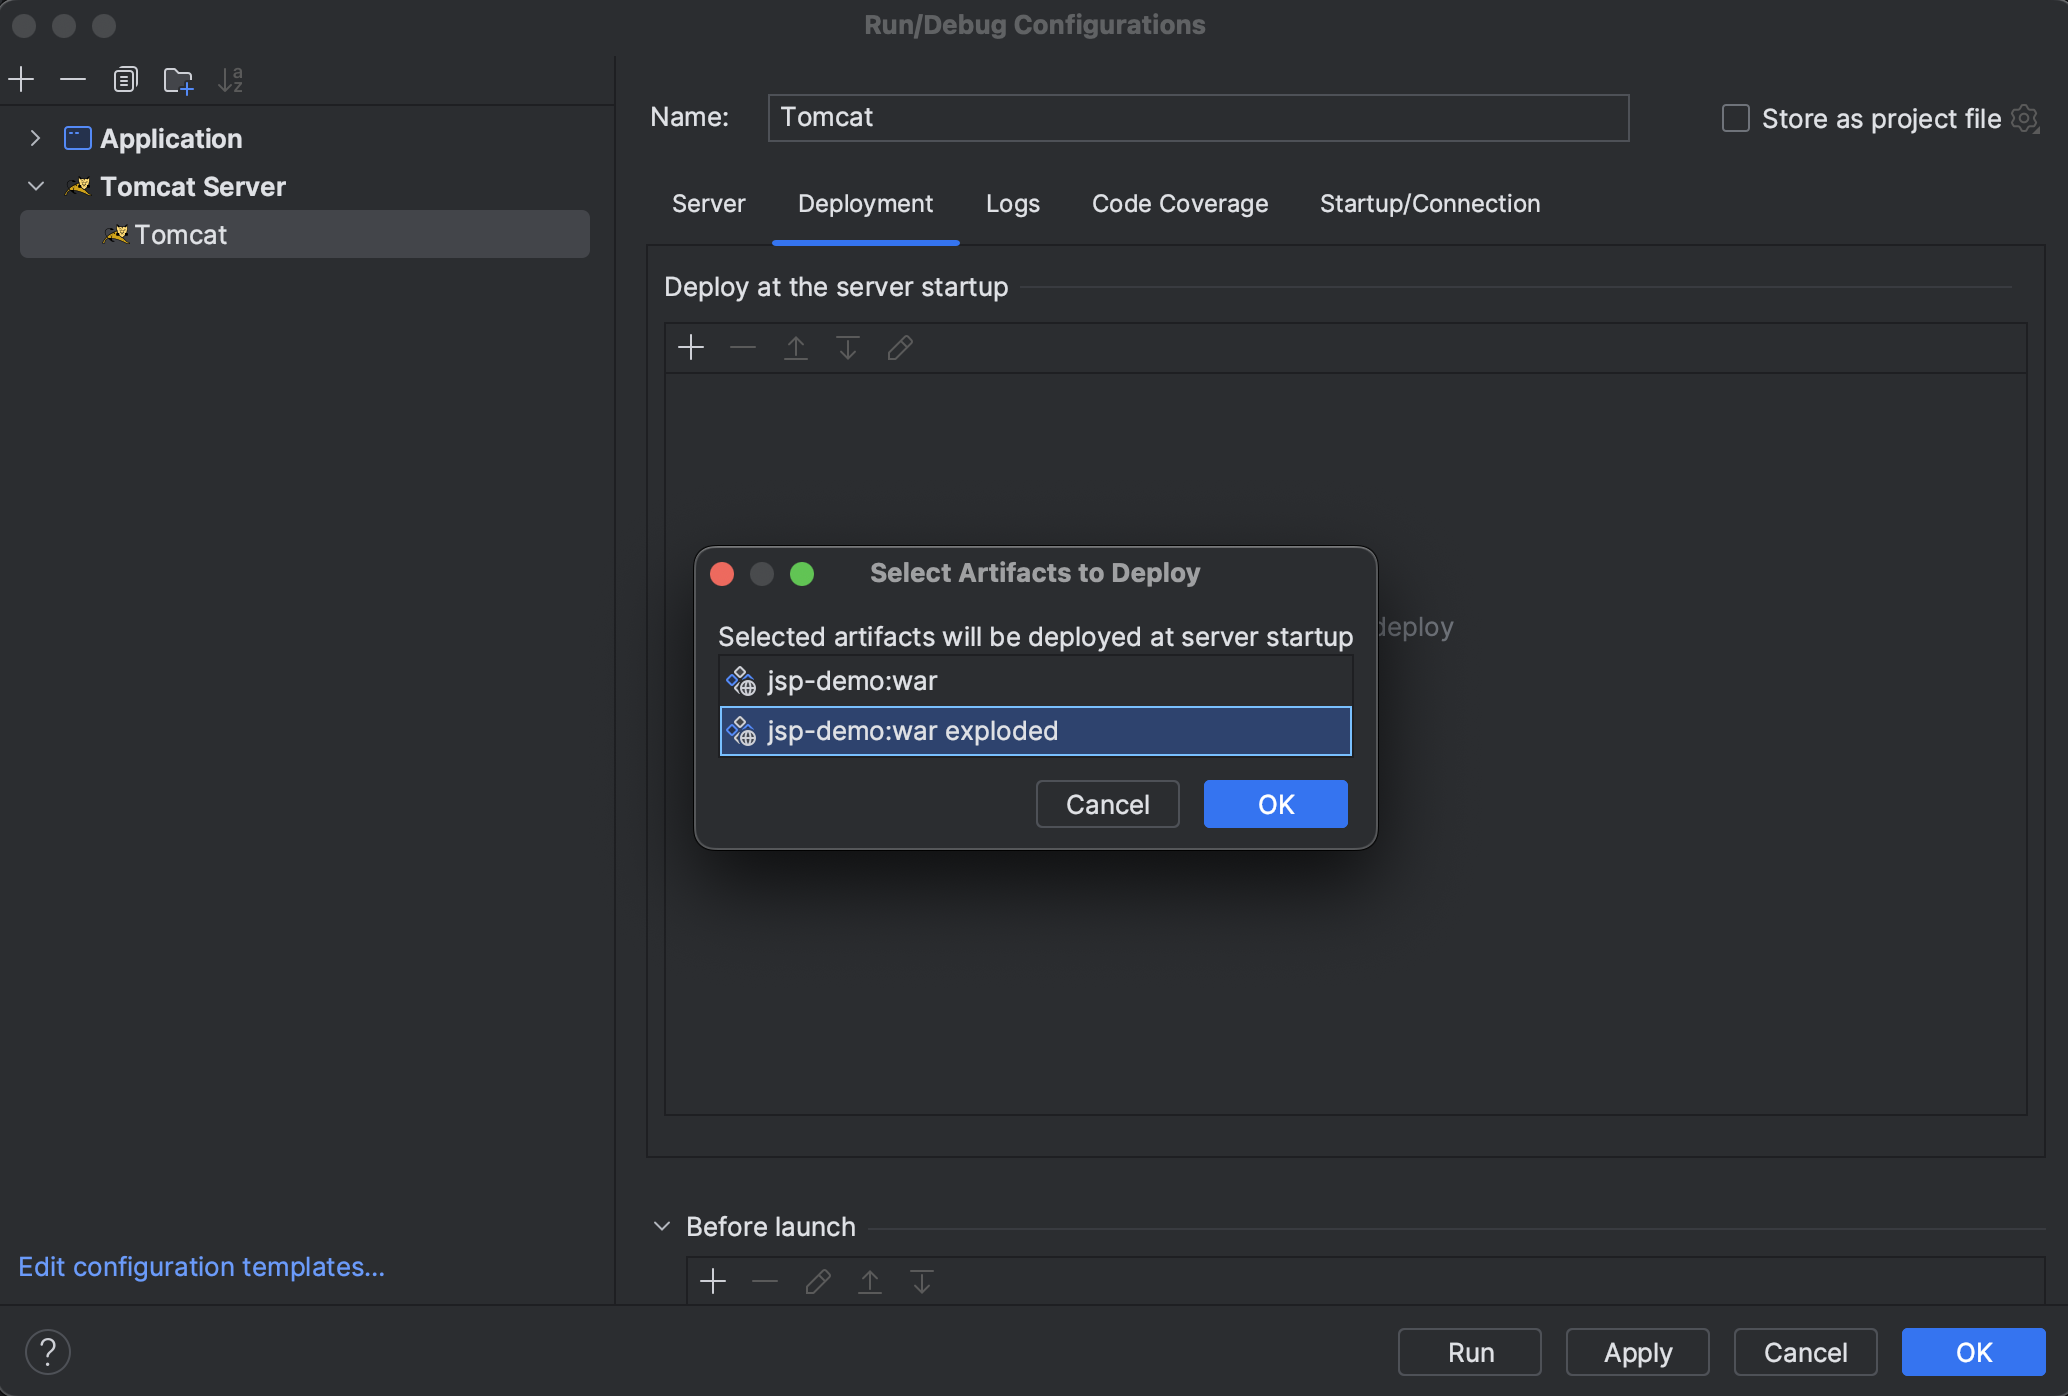 Run/Debug Configurations
Application
Tomcat Server
Tomcat
Edit configuration templates...
Name:
Tomcat
Store as project file
Server
Deployment
Logs
Code Coverage
Startup/Connection
Deploy at the server startup
deploy
Select Artifacts to Deploy
Selected artifacts will be deployed at server startup
jsp-demo:war
jsp-demo:war exploded
Cancel
OK
Before launch
?
Run
Apply
Cancel
OK